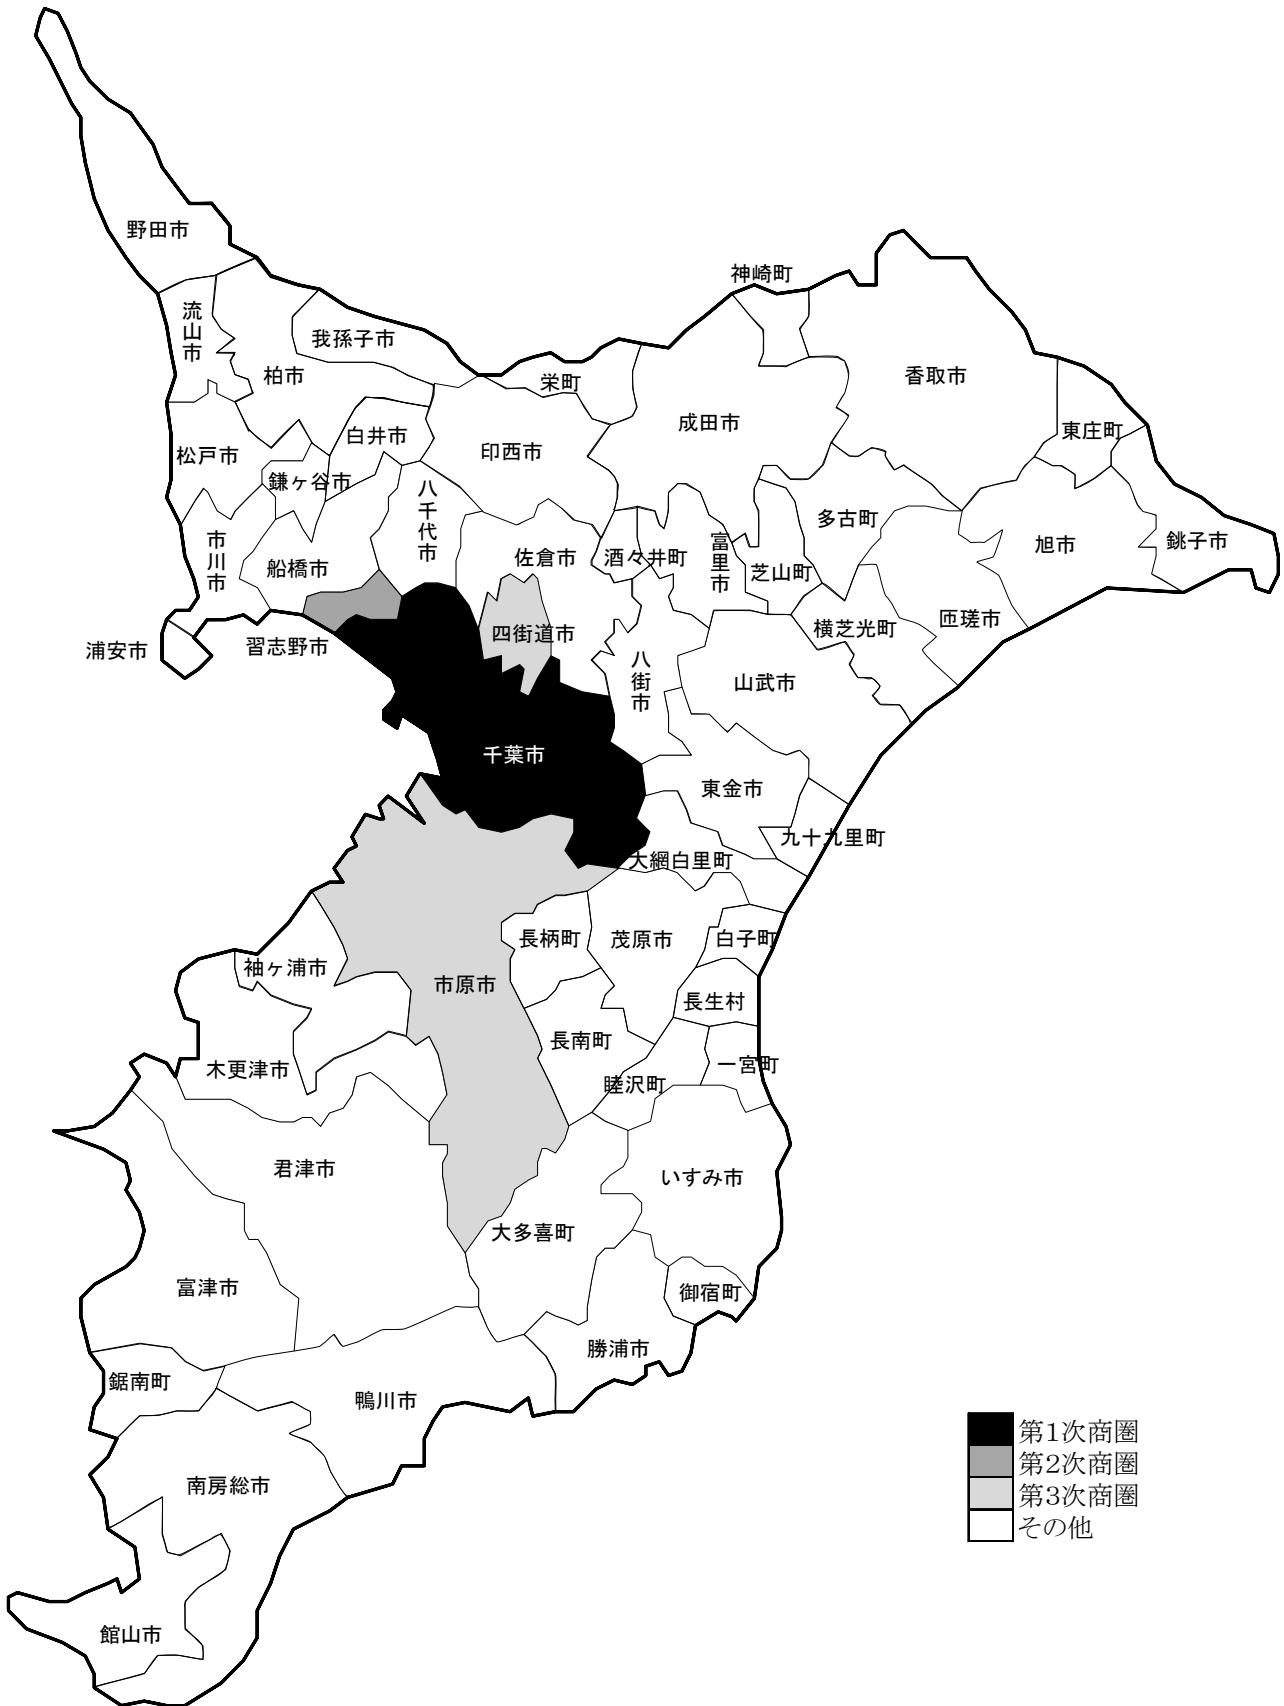 野田市
神崎町
流山市
我孫子市
柏市
栄町
香取市
成田市
東庄町
白井市
松戸市
印西市
鎌ヶ谷市
八千代市
多古町
銚子市
旭市
市川市
船橋市
佐倉市
酒々井町
富里市
芝山町
匝瑳市
横芝光町
四街道市
習志野市
浦安市
八街市
山武市
千葉市
東金市
九十九里町
大網白里町
長柄町
茂原市
白子町
袖ヶ浦市
市原市
長生村
長南町
一宮町
木更津市
睦沢町
君津市
いすみ市
大多喜町
富津市
御宿町
勝浦市
鋸南町
鴨川市
南房総市
館山市
第1次商圏
第2次商圏
第3次商圏
その他